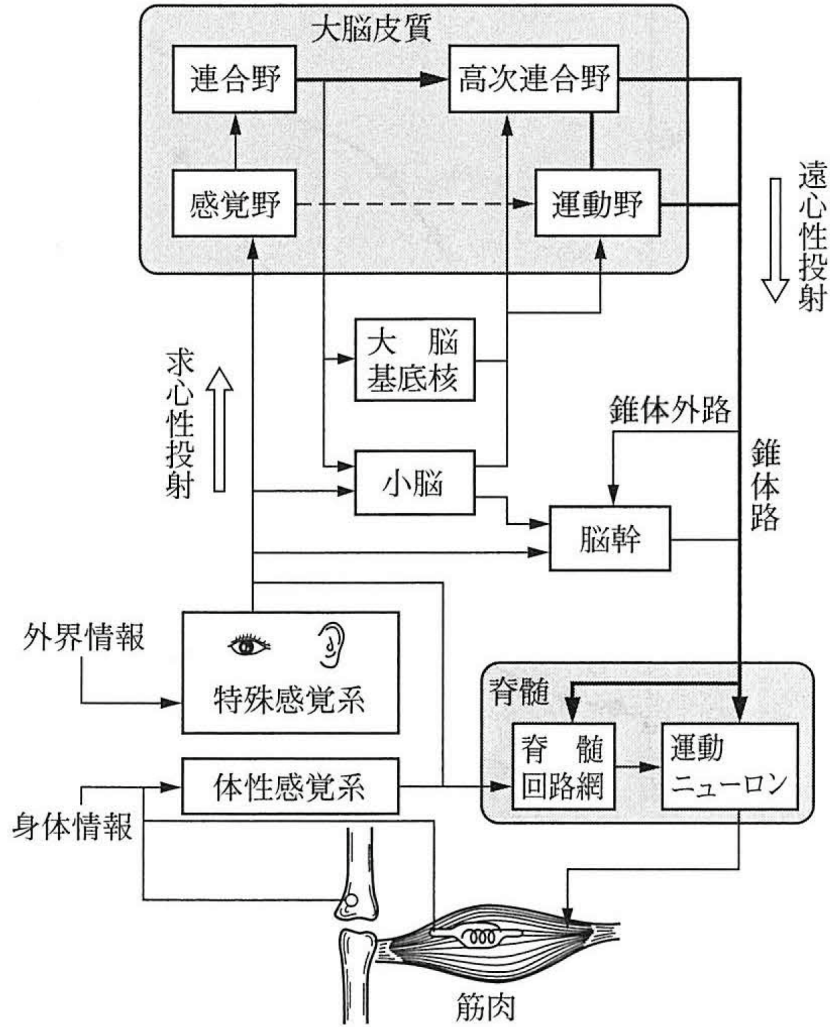 大脳皮質
連合野
高次連合野
感覚野
運動野
遠心性投射
求心性投射
大 脳
基底核
錐体外路
小脳
錐体路
脳幹
外界情報
特殊感覚系
脊髄
脊 髄
回路網
運動
ニューロン
体性感覚系
身体情報
筋肉